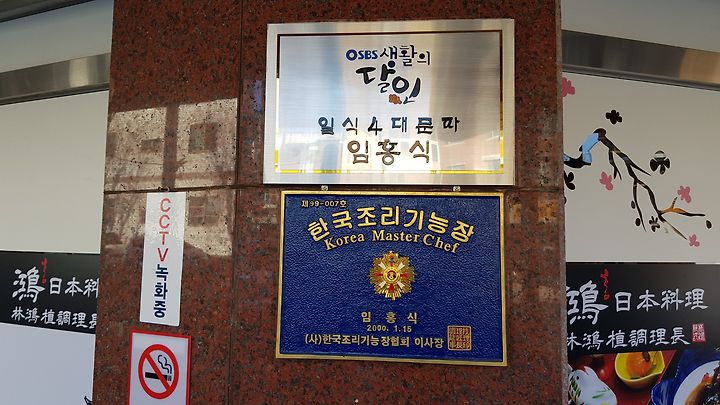 SBS 생활의
달인
일식 4 대문파
임홍식
제99-007호
한국조리기능장
Korea Master Chef
임 홍 식
2000. 1. 15
(사)한국조리기능장협회 이사장
CCTV 녹화중
鴻 日本料
林鴻植調理長
鴻 日本料理
林鴻植調理長